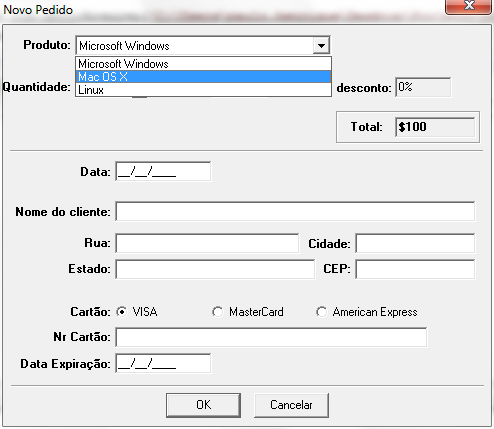 Novo Pedido
Produto: Microsoft Windows
Microsoft Windows
Mac OS X
Linux
Quantidade: desconto: 0%
Total: $100
Data: __/__/____
Nome do cliente:
Rua: Cidade:
Estado: CEP:
Cartão: VISA MasterCard American Express
Nr Cartão:
Data Expiração: __/__/____
OK Cancelar